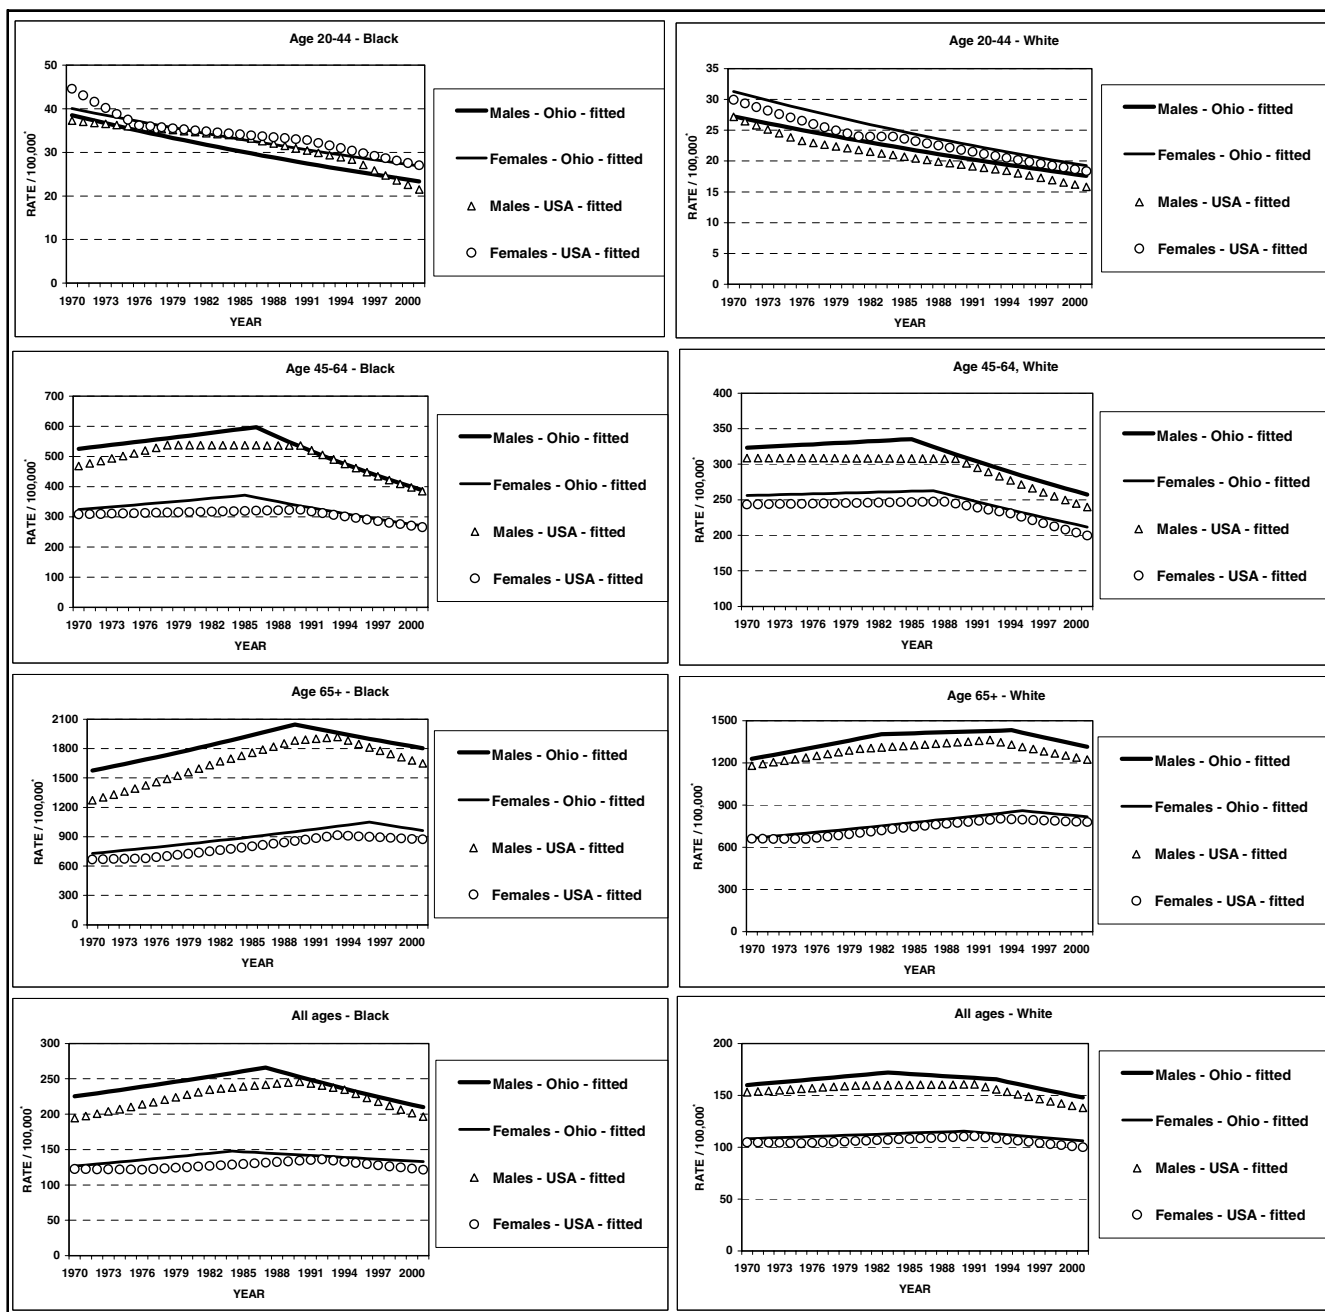 Age 20-44 - Black
50
40
30
20
10
0
RATE / 100,000*
1970 1973 1976 1979 1982 1985 1988 1991 1994 1997 2000
YEAR
Males - Ohio - fitted
Females - Ohio - fitted
Males - USA - fitted
Females - USA - fitted
Age 20-44 - White
35
30
25
20
15
10
5
0
RATE / 100,000*
1970 1973 1976 1979 1982 1985 1988 1991 1994 1997 2000
YEAR
Males - Ohio - fitted
Females - Ohio - fitted
Males - USA - fitted
Females - USA - fitted
Age 45-64 - Black
700
600
500
400
300
200
100
0
RATE / 100,000*
1970 1973 1976 1979 1982 1985 1988 1991 1994 1997 2000
YEAR
Males - Ohio - fitted
Females - Ohio - fitted
Males - USA - fitted
Females - USA - fitted
Age 45-64, White
400
350
300
250
200
150
100
RATE / 100,000*
1970 1973 1976 1979 1982 1985 1988 1991 1994 1997 2000
YEAR
Males - Ohio - fitted
Females - Ohio - fitted
Males - USA - fitted
Females - USA - fitted
Age 65+ - Black
2100
1800
1500
1200
900
600
300
0
RATE / 100,000*
1970 1973 1976 1979 1982 1985 1988 1991 1994 1997 2000
YEAR
Males - Ohio - fitted
Females - Ohio - fitted
Males - USA - fitted
Females - USA - fitted
Age 65+ - White
1500
1200
900
600
300
0
RATE / 100,000*
1970 1973 1976 1979 1982 1985 1988 1991 1994 1997 2000
YEAR
Males - Ohio - fitted
Females - Ohio - fitted
Males - USA - fitted
Females - USA - fitted
All ages - Black
300
250
200
150
100
50
0
RATE / 100,000*
1970 1973 1976 1979 1982 1985 1988 1991 1994 1997 2000
YEAR
Males - Ohio - fitted
Females - Ohio - fitted
Males - USA - fitted
Females - USA - fitted
All ages - White
200
150
100
50
0
RATE / 100,000*
1970 1973 1976 1979 1982 1985 1988 1991 1994 1997 2000
YEAR
Males - Ohio - fitted
Females - Ohio - fitted
Males - USA - fitted
Females - USA - fitted